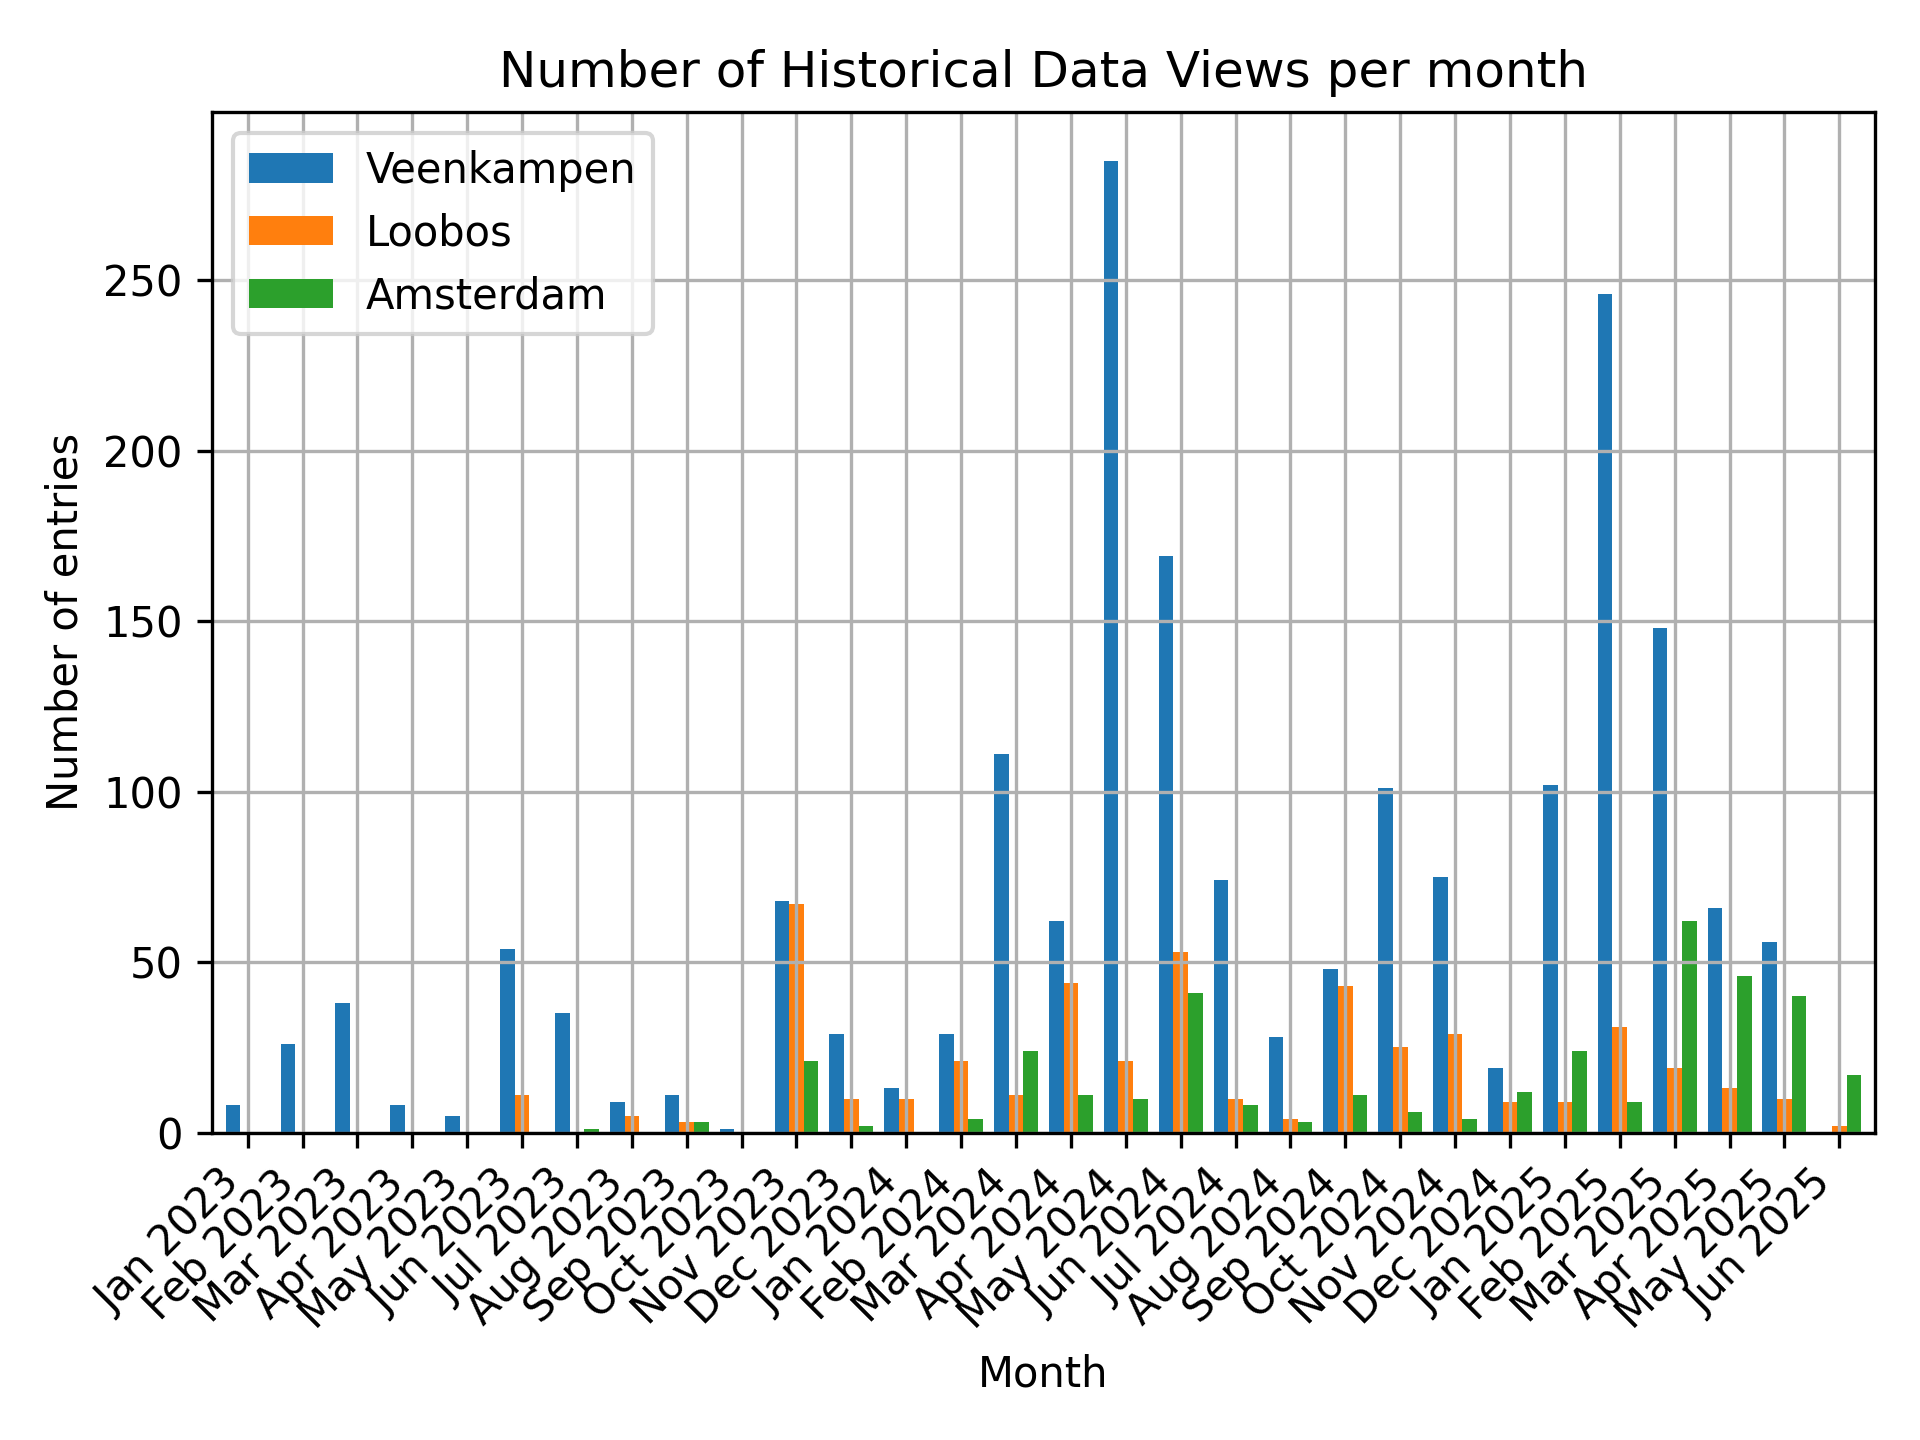 Number of Historical Data Views per month
Veenkampen
Loobos
Amsterdam
250
200
150
100
50
0
Number of entries
Jan 2023
Feb 2023
Mar 2023
Apr 2023
May 2023
Jun 2023
Jul 2023
Aug 2023
Sep 2023
Oct 2023
Nov 2023
Dec 2023
Jan 2024
Feb 2024
Mar 2024
Apr 2024
May 2024
Jun 2024
Jul 2024
Aug 2024
Sep 2024
Oct 2024
Nov 2024
Dec 2024
Jan 2025
Feb 2025
Mar 2025
Apr 2025
May 2025
Jun 2025
Month